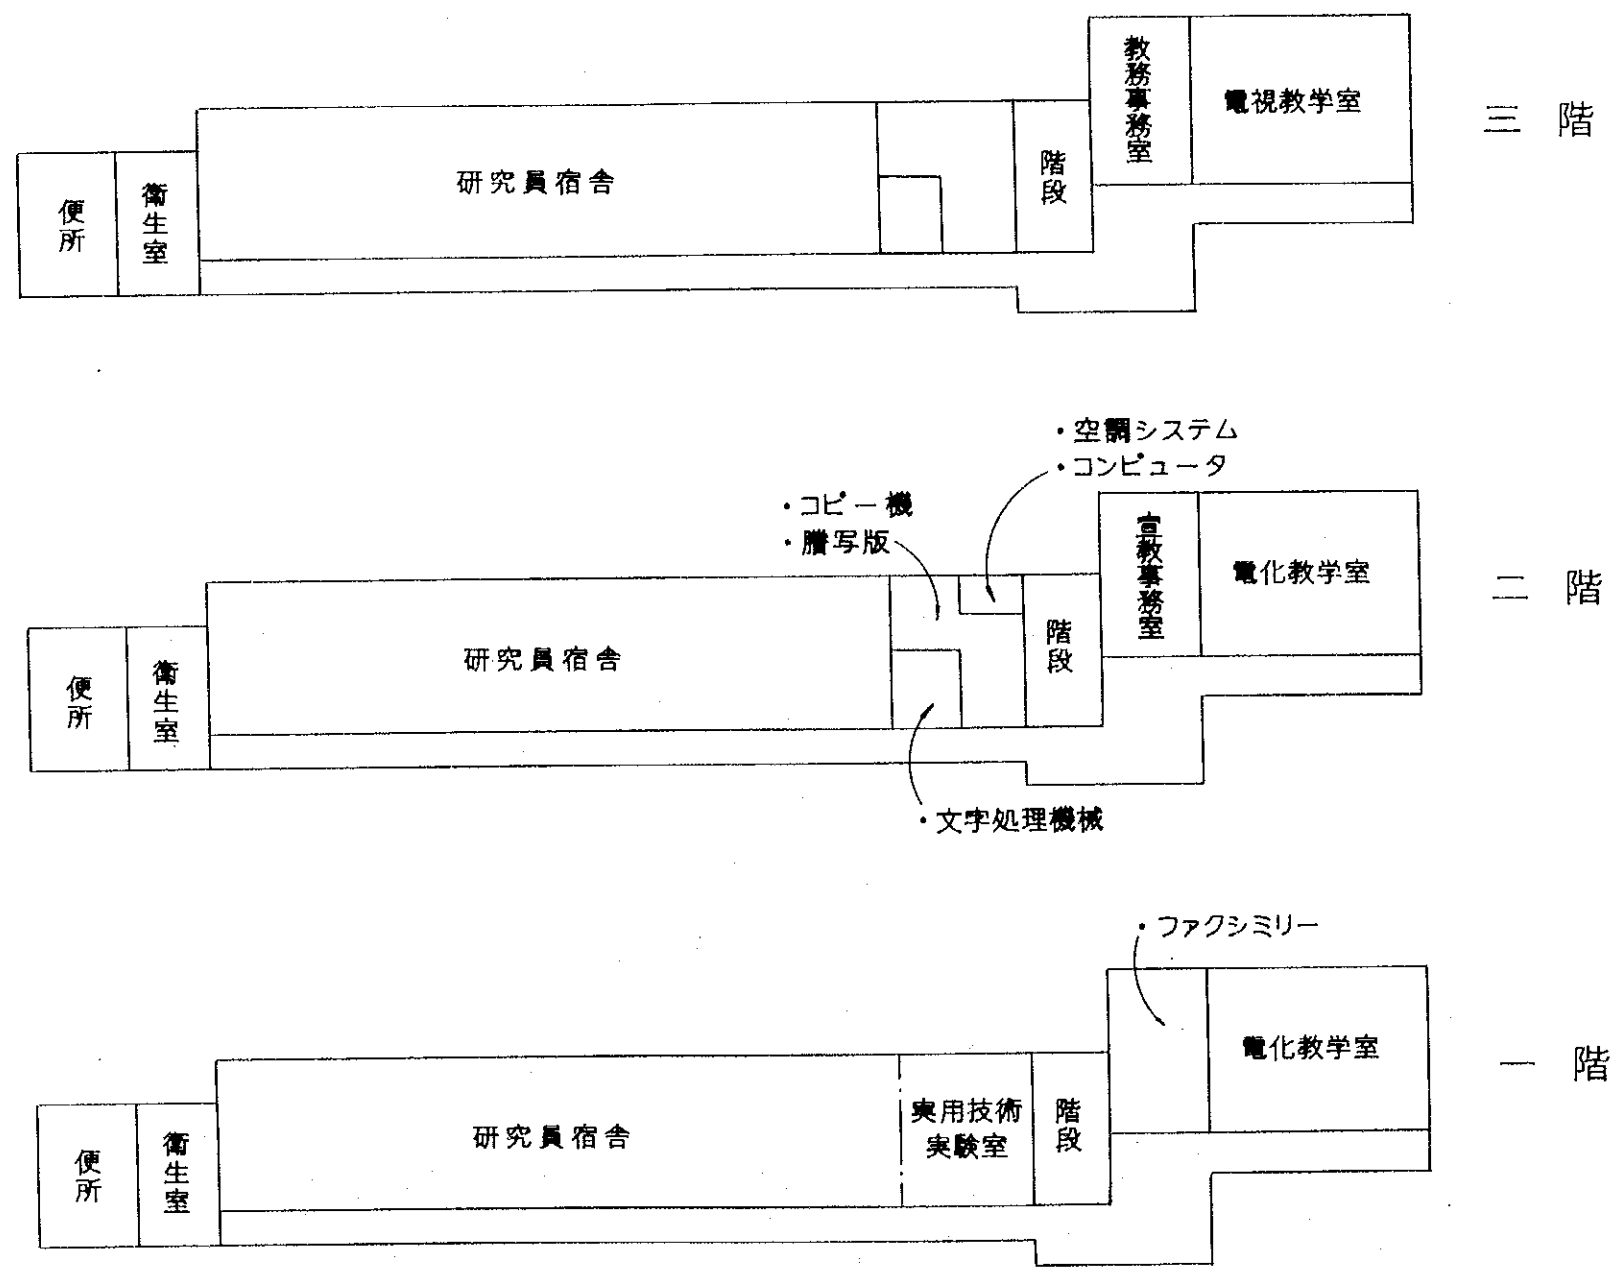 教務事務室
電視教学室
三階
研究員宿舎
階段
衛生室
便所
・空調システム
・コンピュータ
・コピー機
・謄写版
宣教事務室
電化教学室
二階
研究員宿舎
階段
衛生室
便所
・文字処理機械
・ファクシミリー
電化教学室
一階
実用技術
実験室
階段
研究員宿舎
衛生室
便所